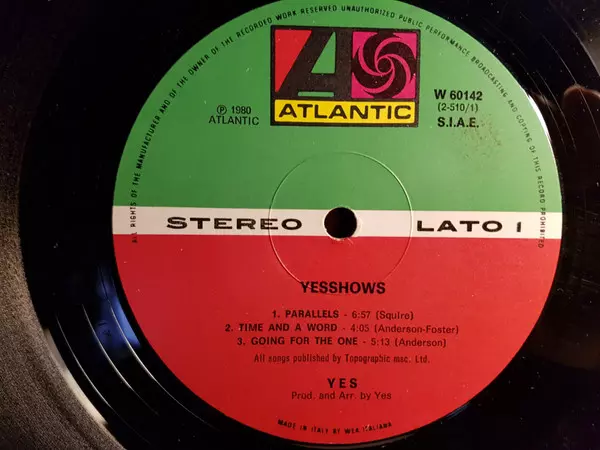 ALL RIGHTS OF THE MANUFACTURER AND OF THE OWNER OF THE RECORDED WORK RESERVED UNAUTHORIZED PUBLIC PERFORMANCE BROADCASTING AND COPYING OF THIS RECORD PROHIBITED
ATLANTIC
℗ 1980
ATLANTIC
W 60142
(2-510/1)
S.I.A.E.
STEREO LATO 1
YESSHOWS
1. PARALLELS - 6:57 (Squire)
2. TIME AND A WORD - 4:05 (Anderson-Foster)
3. GOING FOR THE ONE - 5:13 (Anderson)
All songs published by Topographic msc. Ltd.
YES
Prod. and Arr. by Yes
MADE IN ITALY BY WEA ITALIANA